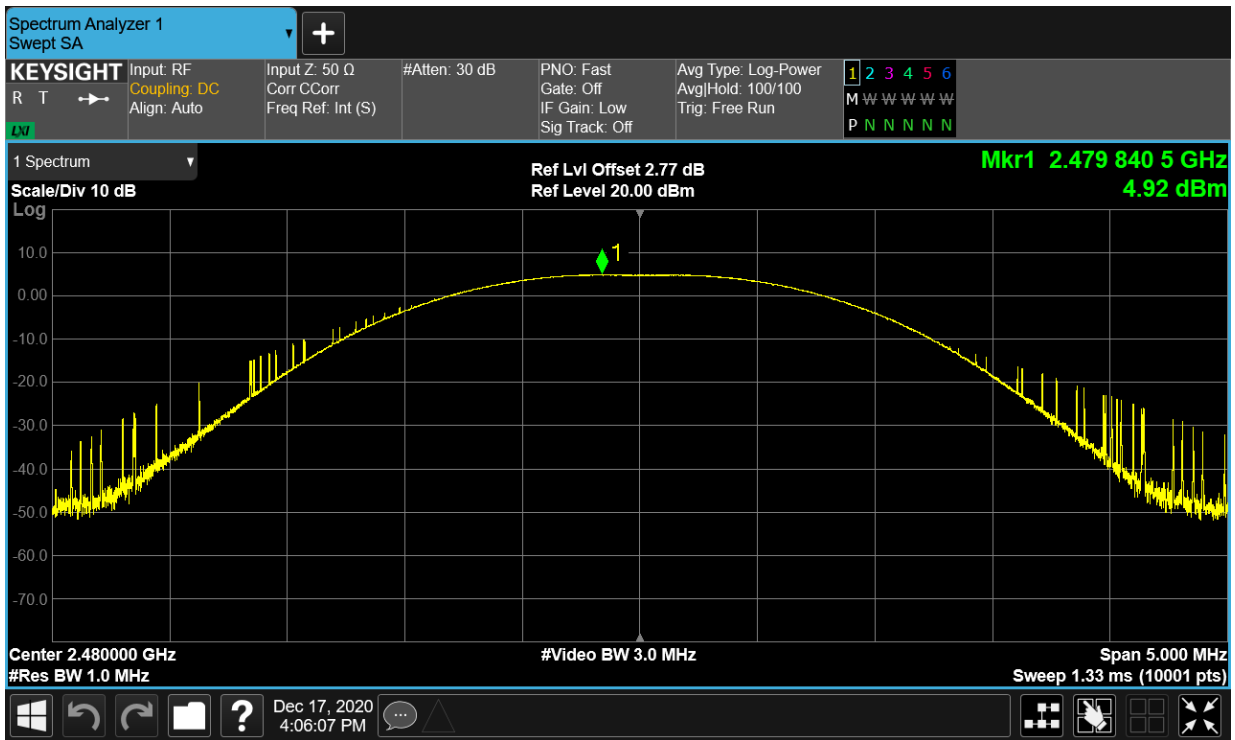 Spectrum Analyzer 1
Swept SA
+
KEYSIGHT
R T
LXI
Input: RF
Coupling: DC
Align: Auto
Input Z: 50 Ω
Corr CCorr
Freq Ref: Int (S)
#Atten: 30 dB
PNO: Fast
Gate: Off
IF Gain: Low
Sig Track: Off
Avg Type: Log-Power
Avg|Hold: 100/100
Trig: Free Run
1 2 3 4 5 6
M W W W W W
P N N N N N
1 Spectrum
Scale/Div 10 dB
Log
Ref Lvl Offset 2.77 dB
Ref Level 20.00 dBm
Mkr1 2.479 840 5 GHz
4.92 dBm
1
10.0
0.00
-10.0
-20.0
-30.0
-40.0
-50.0
-60.0
-70.0
Center 2.480000 GHz
#Res BW 1.0 MHz
#Video BW 3.0 MHz
Span 5.000 MHz
Sweep 1.33 ms (10001 pts)
?
Dec 17, 2020
4:06:07 PM